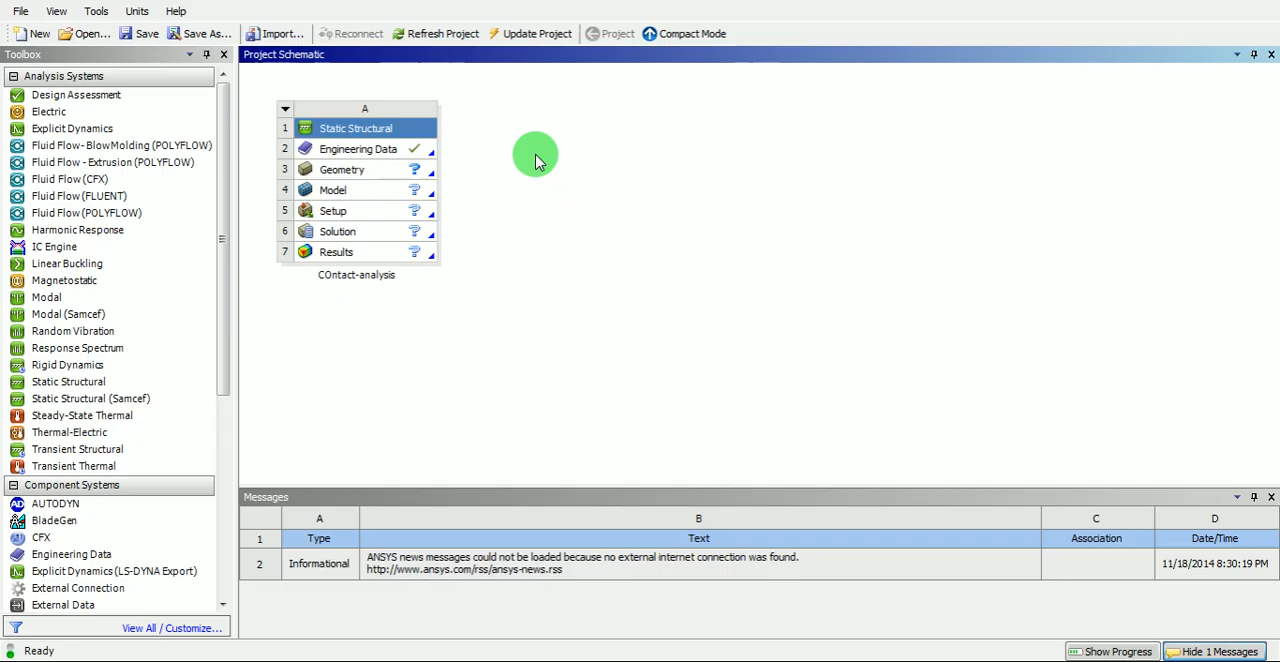 File View Tools Units Help
New Open... Save Save As... Import... Reconnect Refresh Project Update Project Project Compact Mode
Toolbox
Project Schematic
Analysis Systems
Design Assessment
Electric
Explicit Dynamics
Fluid Flow- BlowMolding (POLYFLOW)
Fluid Flow - Extrusion (POLYFLOW)
Fluid Flow (CFX)
Fluid Flow (FLUENT)
Fluid Flow (POLYFLOW)
Harmonic Response
IC Engine
Linear Buckling
Magnetostatic
Modal
Modal (Samcef)
Random Vibration
Response Spectrum
Rigid Dynamics
Static Structural
Static Structural (Samcef)
Steady-State Thermal
Thermal-Electric
Transient Structural
Transient Thermal
Component Systems
AD AUTODYN
BladeGen
CFX
Engineering Data
Explicit Dynamics (LS-DYNA Export)
External Connection
External Data
View All / Customize...
A
1 Static Structural
2 Engineering Data
3 Geometry ?
4 Model ?
5 Setup ?
6 Solution ?
7 Results ?
COntact-analysis
Messages
A B C D
1 Type Text Association Date/Time
2 Informational ANSYS news messages could not be loaded because no external internet connection was found.
http://www.ansys.com/rss/ansys-news.rss
11/18/2014 8:30:19 PM
Ready
Show Progress Hide 1 Messages